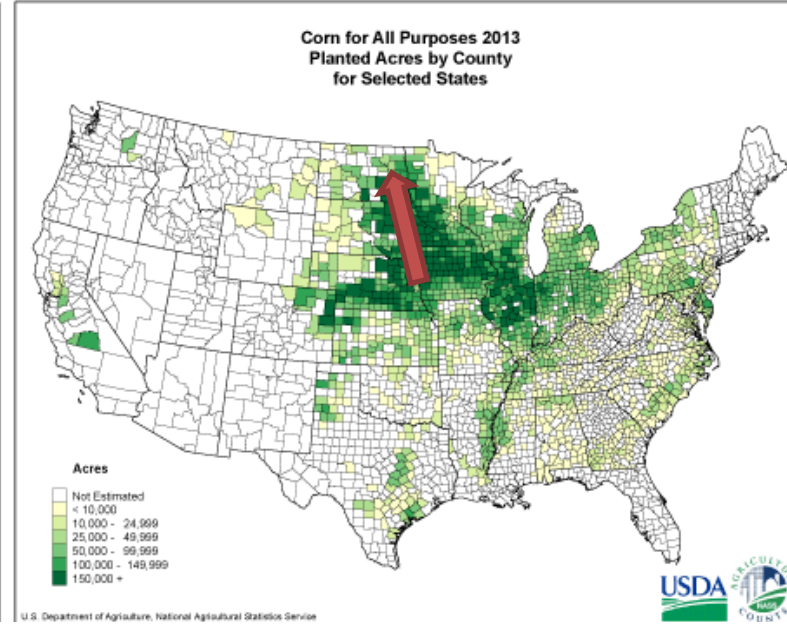 Corn for All Purposes 2013
Planted Acres by County
for Selected States
Acres
Not Estimated
< 10,000
10,000 - 24,999
25,000 - 49,999
50,000 - 99,999
100,000 - 149,999
150,000 +
U.S. Department of Agriculture, National Agricultural Statistics Service
USDA
NASS